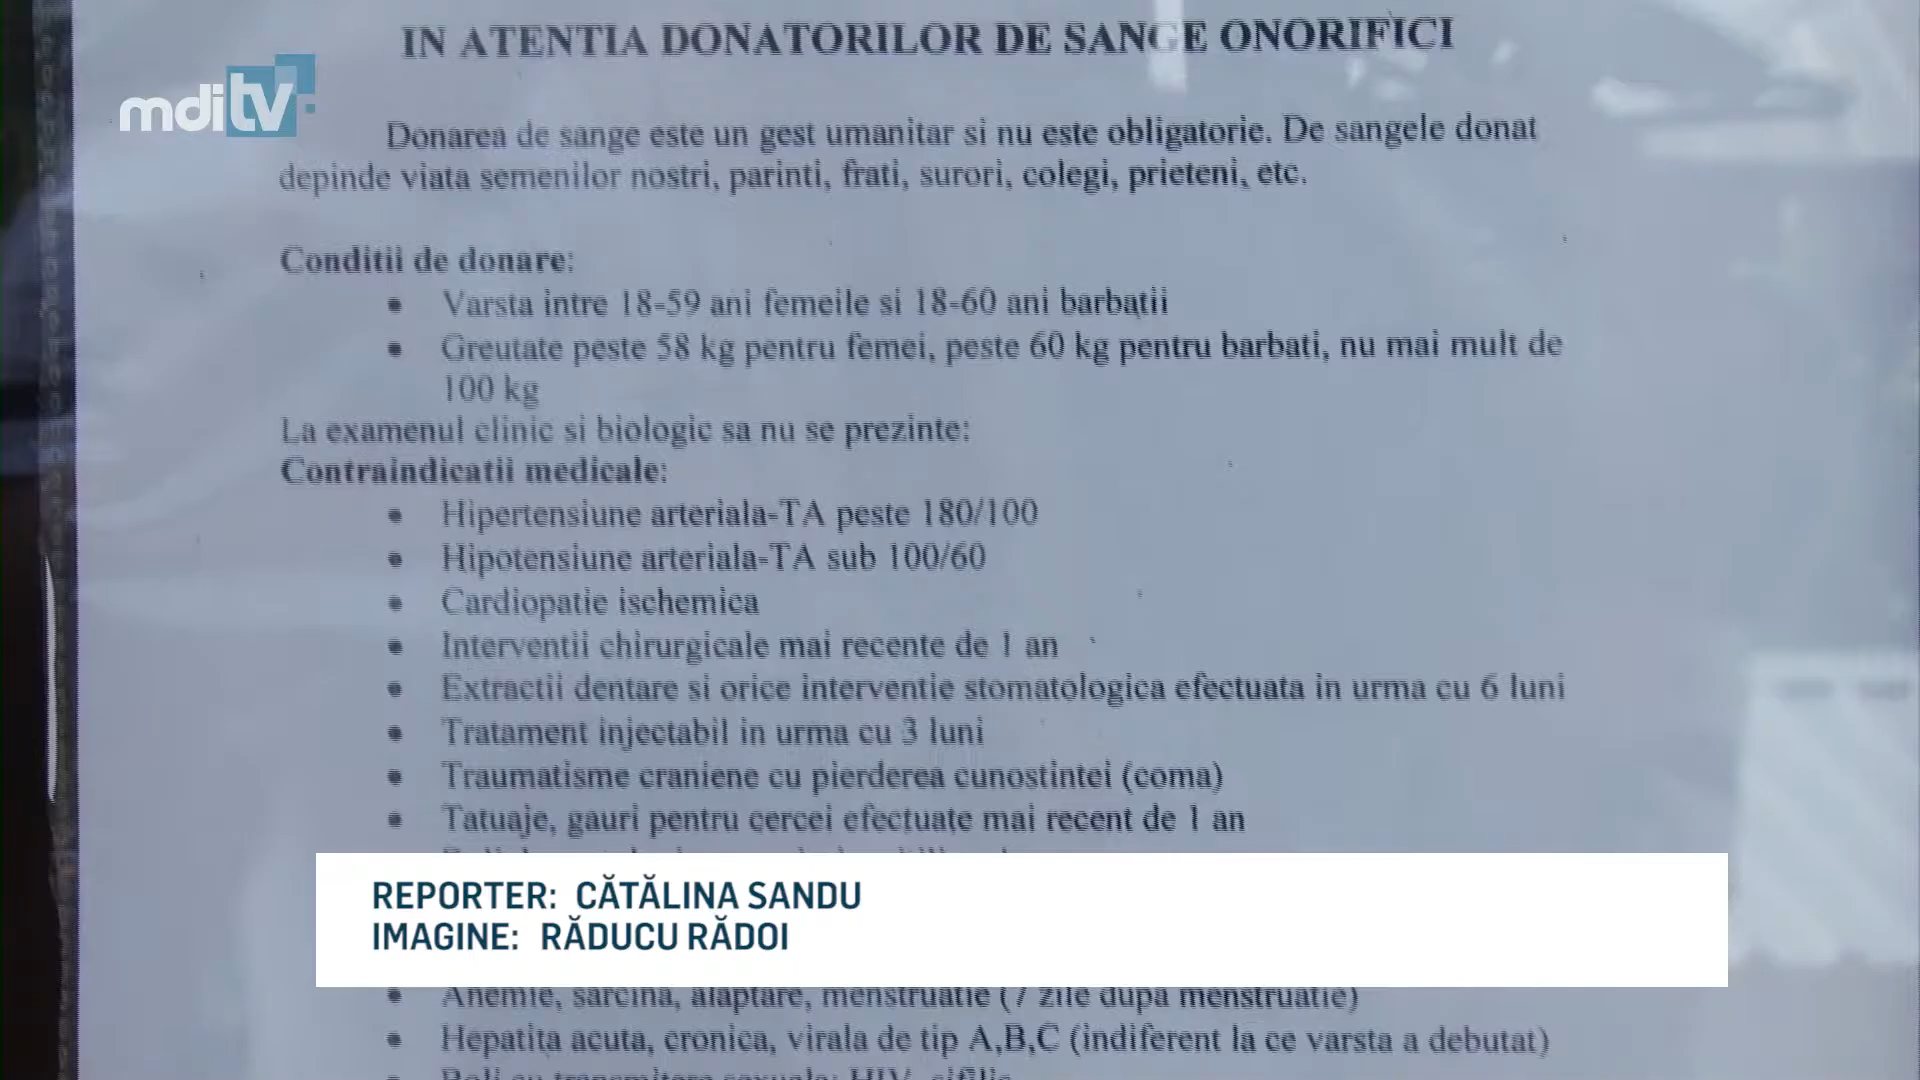 IN ATENTIA DONATORILOR DE SANGE ONORIFICI
mditv
Donarea de sange este un gest umanitar si nu este obligatorie. De sangele donat
depinde viata semenilor nostri, parinti, frati, surori, colegi, prieteni, etc.
Conditii de donare:
• Varsta intre 18-59 ani femeile si 18-60 ani barbatii
• Greutate peste 58 kg pentru femei, peste 60 kg pentru barbati, nu mai mult de
100 kg
La examenul clinic si biologic sa nu se prezinte:
Contraindicatii medicale:
• Hipertensiune arteriala-TA peste 180/100
• Hipotensiune arteriala-TA sub 100/60
• Cardiopatie ischemica
• Interventii chirurgicale mai recente de 1 an
• Extractii dentare si orice interventie stomatologica efectuata in urma cu 6 luni
• Tratament injectabil in urma cu 3 luni
• Traumatisme craniene cu pierderea cunostintei (coma)
• Tatuaje, gauri pentru cercei efectuate mai recent de 1 an
REPORTER: CĂTĂLINA SANDU
IMAGINE: RĂDUCU RĂDOI
• Anemie, sarcina, alaptare, menstruatie (7 zile dupa menstruatie)
• Hepatita acuta, cronica, virala de tip A,B,C (indiferent la ce varsta a debutat)
• Boli cu transmitere sexuala: HIV, sifilis